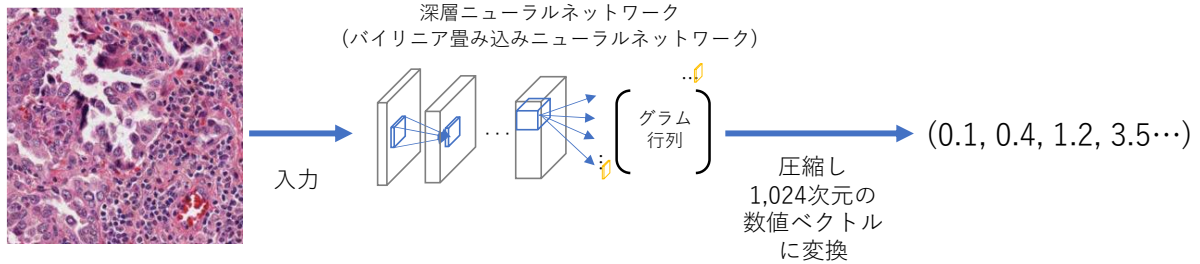 深層ニューラルネットワーク
(バイリニア畳み込みニューラルネットワーク)
入力
・・・
…
グラム
行列
圧縮し
1,024次元の
数値ベクトル
に変換
(0.1, 0.4, 1.2, 3.5…)